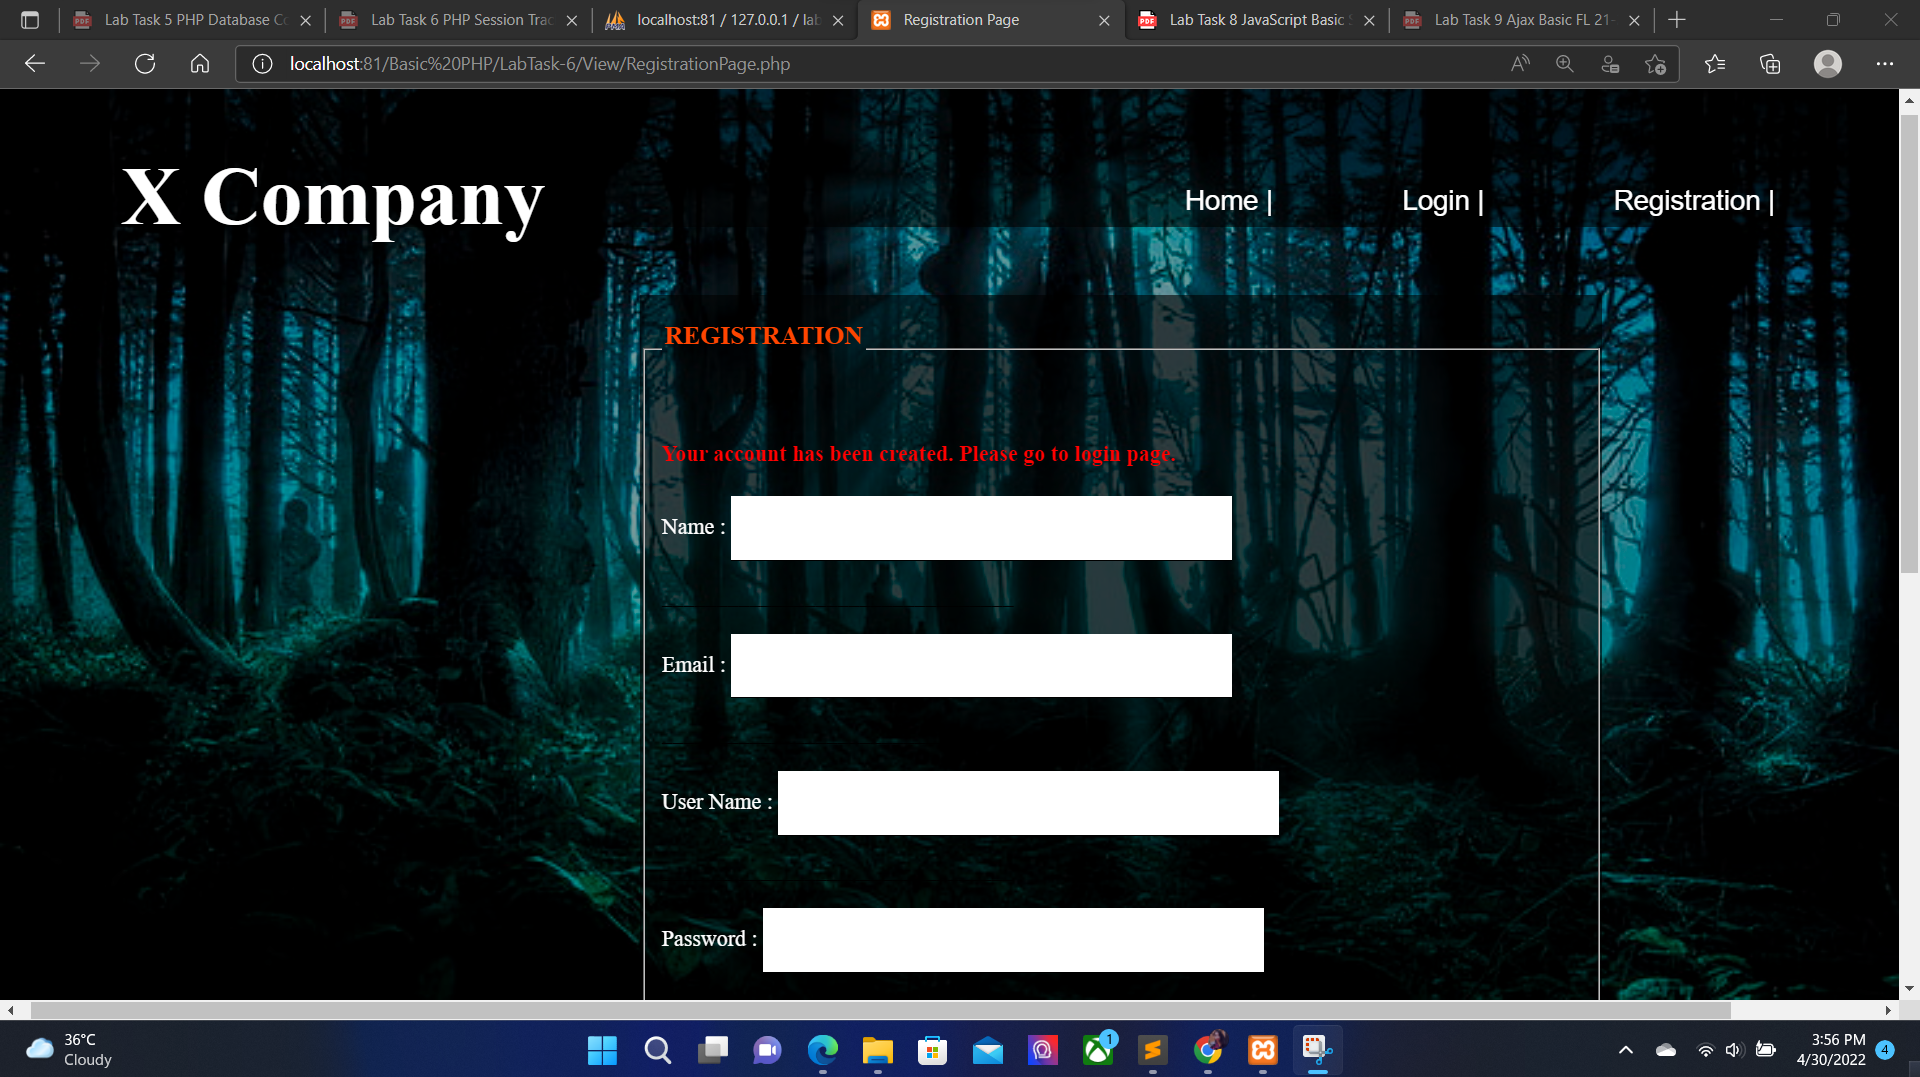 Lab Task 5 PHP Database Co
Lab Task 6 PHP Session Trac
localhost:81 / 127.0.0.1 / lab
Registration Page
Lab Task 8 JavaScript Basic S
Lab Task 9 Ajax Basic FL 21-
localhost:81/Basic%20PHP/LabTask-6/View/RegistrationPage.php
X Company
Home |
Login |
Registration |
REGISTRATION
Your account has been created. Please go to login page.
Name :
Email :
User Name :
Password :
36°C
Cloudy
1
3:56 PM
4/30/2022
4